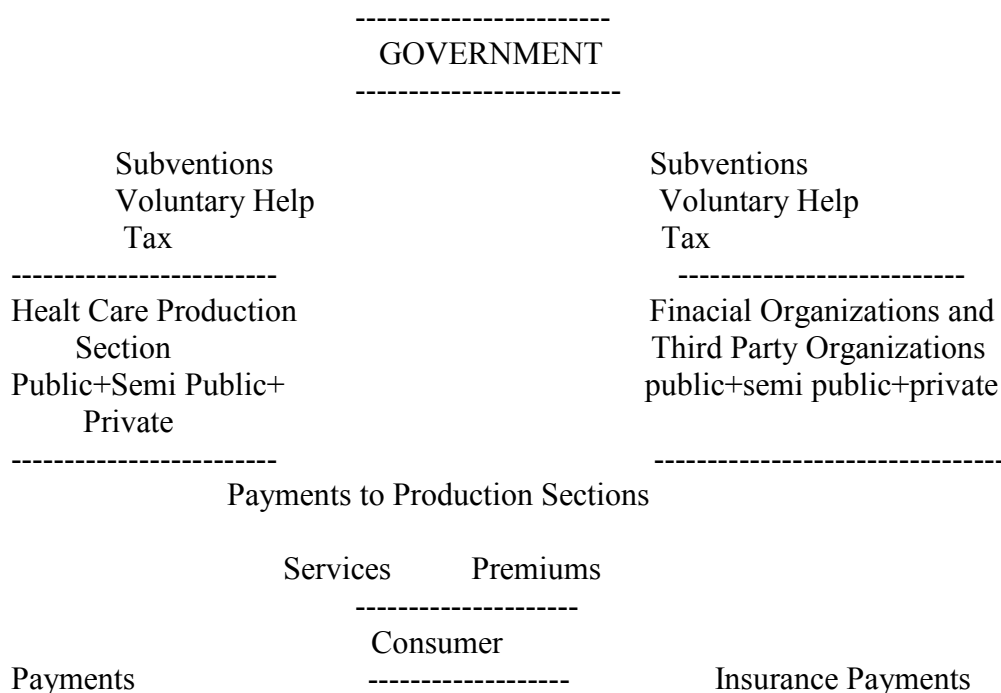 -------------------------
GOVERNMENT
--------------------------
Subventions Subventions
Voluntary Help Voluntary Help
Tax Tax
-------------------------- ---------------------------
Healt Care Production Finacial Organizations and
Section Third Party Organizations
Public+Semi Public+ public+semi public+private
Private
-------------------------- ---------------------------------
Payments to Production Sections
Services Premiums
---------------------
Consumer
Payments ------------------- Insurance Payments